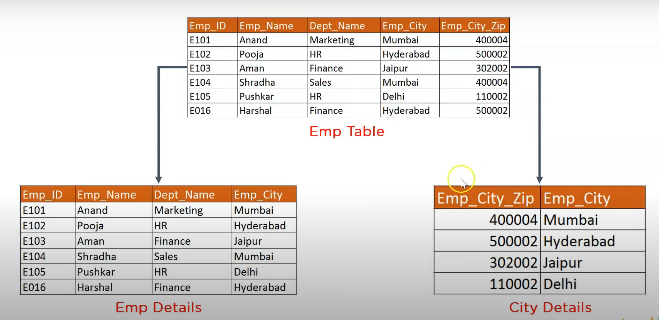 Emp_ID Emp_Name Dept_Name Emp_City Emp_City_Zip
E101 Anand Marketing Mumbai 400004
E102 Pooja HR Hyderabad 500002
E103 Aman Finance Jaipur 302002
E104 Shradha Sales Mumbai 400004
E105 Pushkar HR Delhi 110002
E016 Harshal Finance Hyderabad 500002
Emp Table
Emp_ID Emp_Name Dept_Name Emp_City
E101 Anand Marketing Mumbai
E102 Pooja HR Hyderabad
E103 Aman Finance Jaipur
E104 Shradha Sales Mumbai
E105 Pushkar HR Delhi
E016 Harshal Finance Hyderabad
Emp Details
Emp_City_Zip Emp_City
400004 Mumbai
500002 Hyderabad
302002 Jaipur
110002 Delhi
City Details